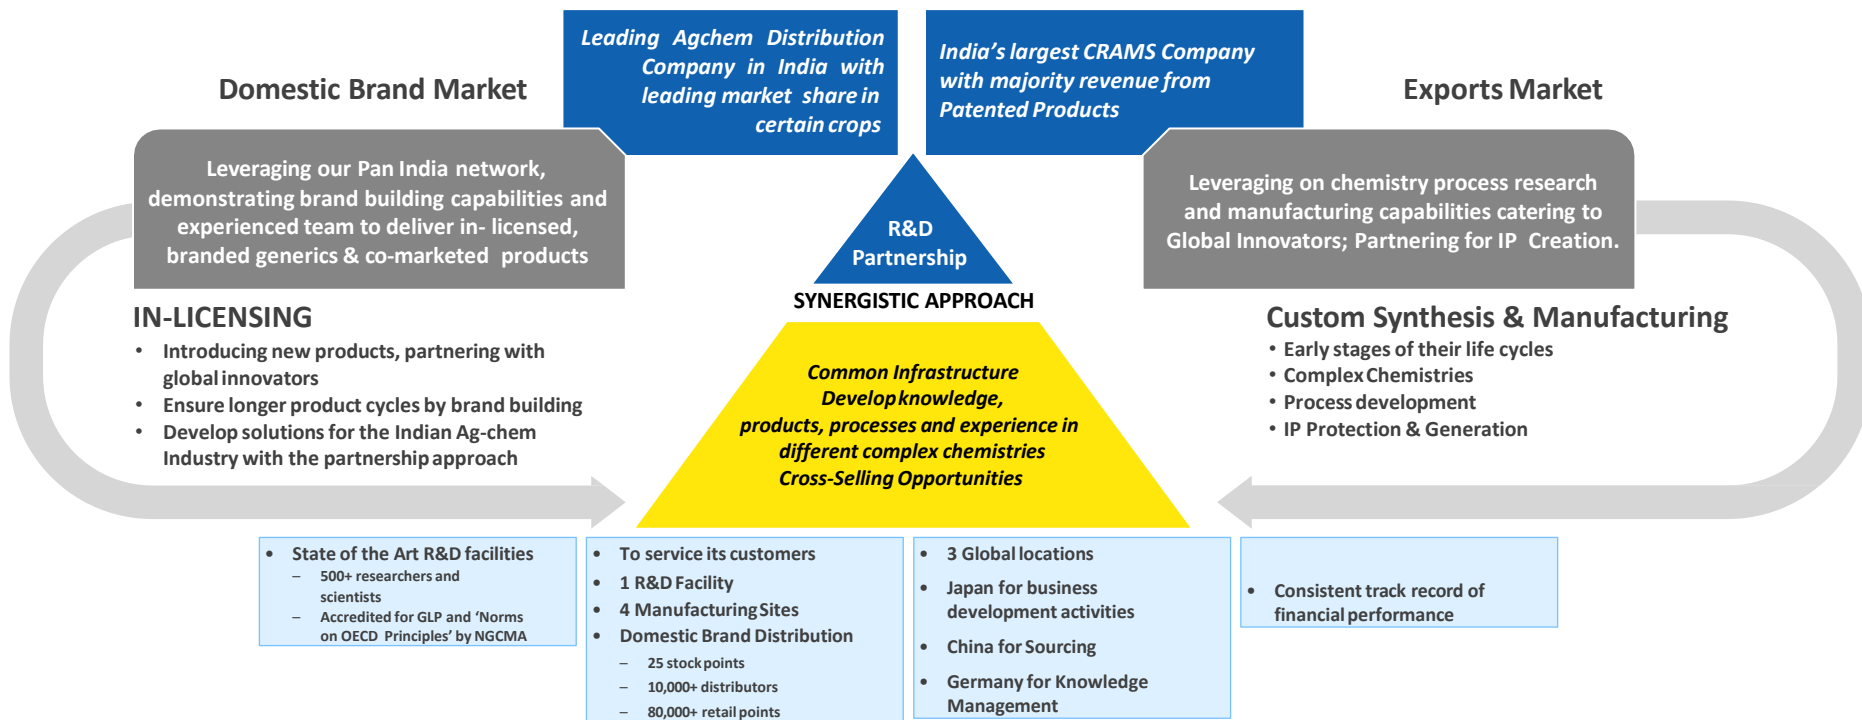 Domestic Brand Market
Leading Agchem Distribution
Company in India with
leading market share in
certain crops
India's largest CRAMS Company
with majority revenue from
Patented Products
Exports Market
Leveraging our Pan India network,
demonstrating brand building capabilities and
experienced team to deliver in- licensed,
branded generics & co-marketed products
R&D
Partnership
Leveraging on chemistry process research
and manufacturing capabilities catering to
Global Innovators; Partnering for IP Creation.
SYNERGISTIC APPROACH
IN-LICENSING
• Introducing new products, partnering with
global innovators
• Ensure longer product cycles by brand building
• Develop solutions for the Indian Ag-chem
Industry with the partnership approach
Common Infrastructure
Develop knowledge,
products, processes and experience in
different complex chemistries
Cross-Selling Opportunities
Custom Synthesis & Manufacturing
• Early stages of their life cycles
• Complex Chemistries
• Process development
• IP Protection & Generation
• State of the Art R&D facilities
– 500+ researchers and
scientists
– Accredited for GLP and ‘Norms
on OECD Principles’ by NGCMA
• To service its customers
• 1 R&D Facility
• 4 Manufacturing Sites
• Domestic Brand Distribution
– 25 stock points
– 10,000+ distributors
– 80,000+ retail points
• 3 Global locations
• Japan for business
development activities
• China for Sourcing
• Germany for Knowledge
Management
• Consistent track record of
financial performance